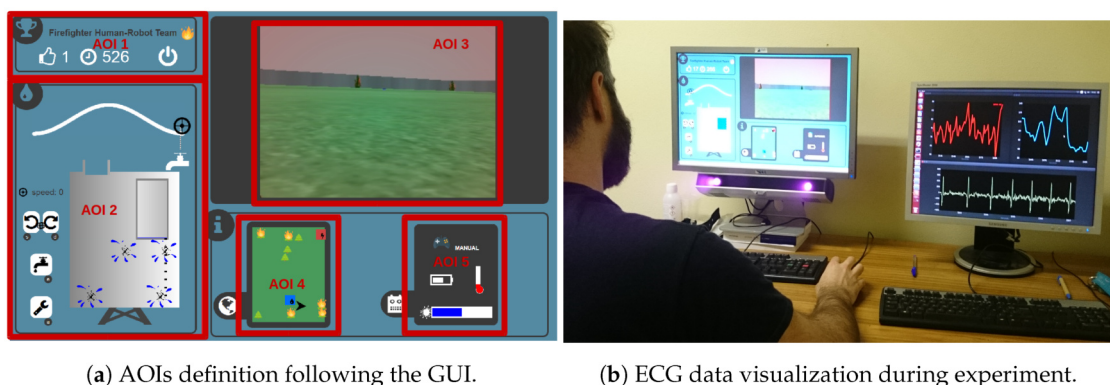 Firefighter Human-Robot Team
AOI 1
1 526
AOI 3
speed: 0
AOI 2
MANUAL
AOI 5
AOI 4
(a) AOIs definition following the GUI.
(b) ECG data visualization during experiment.